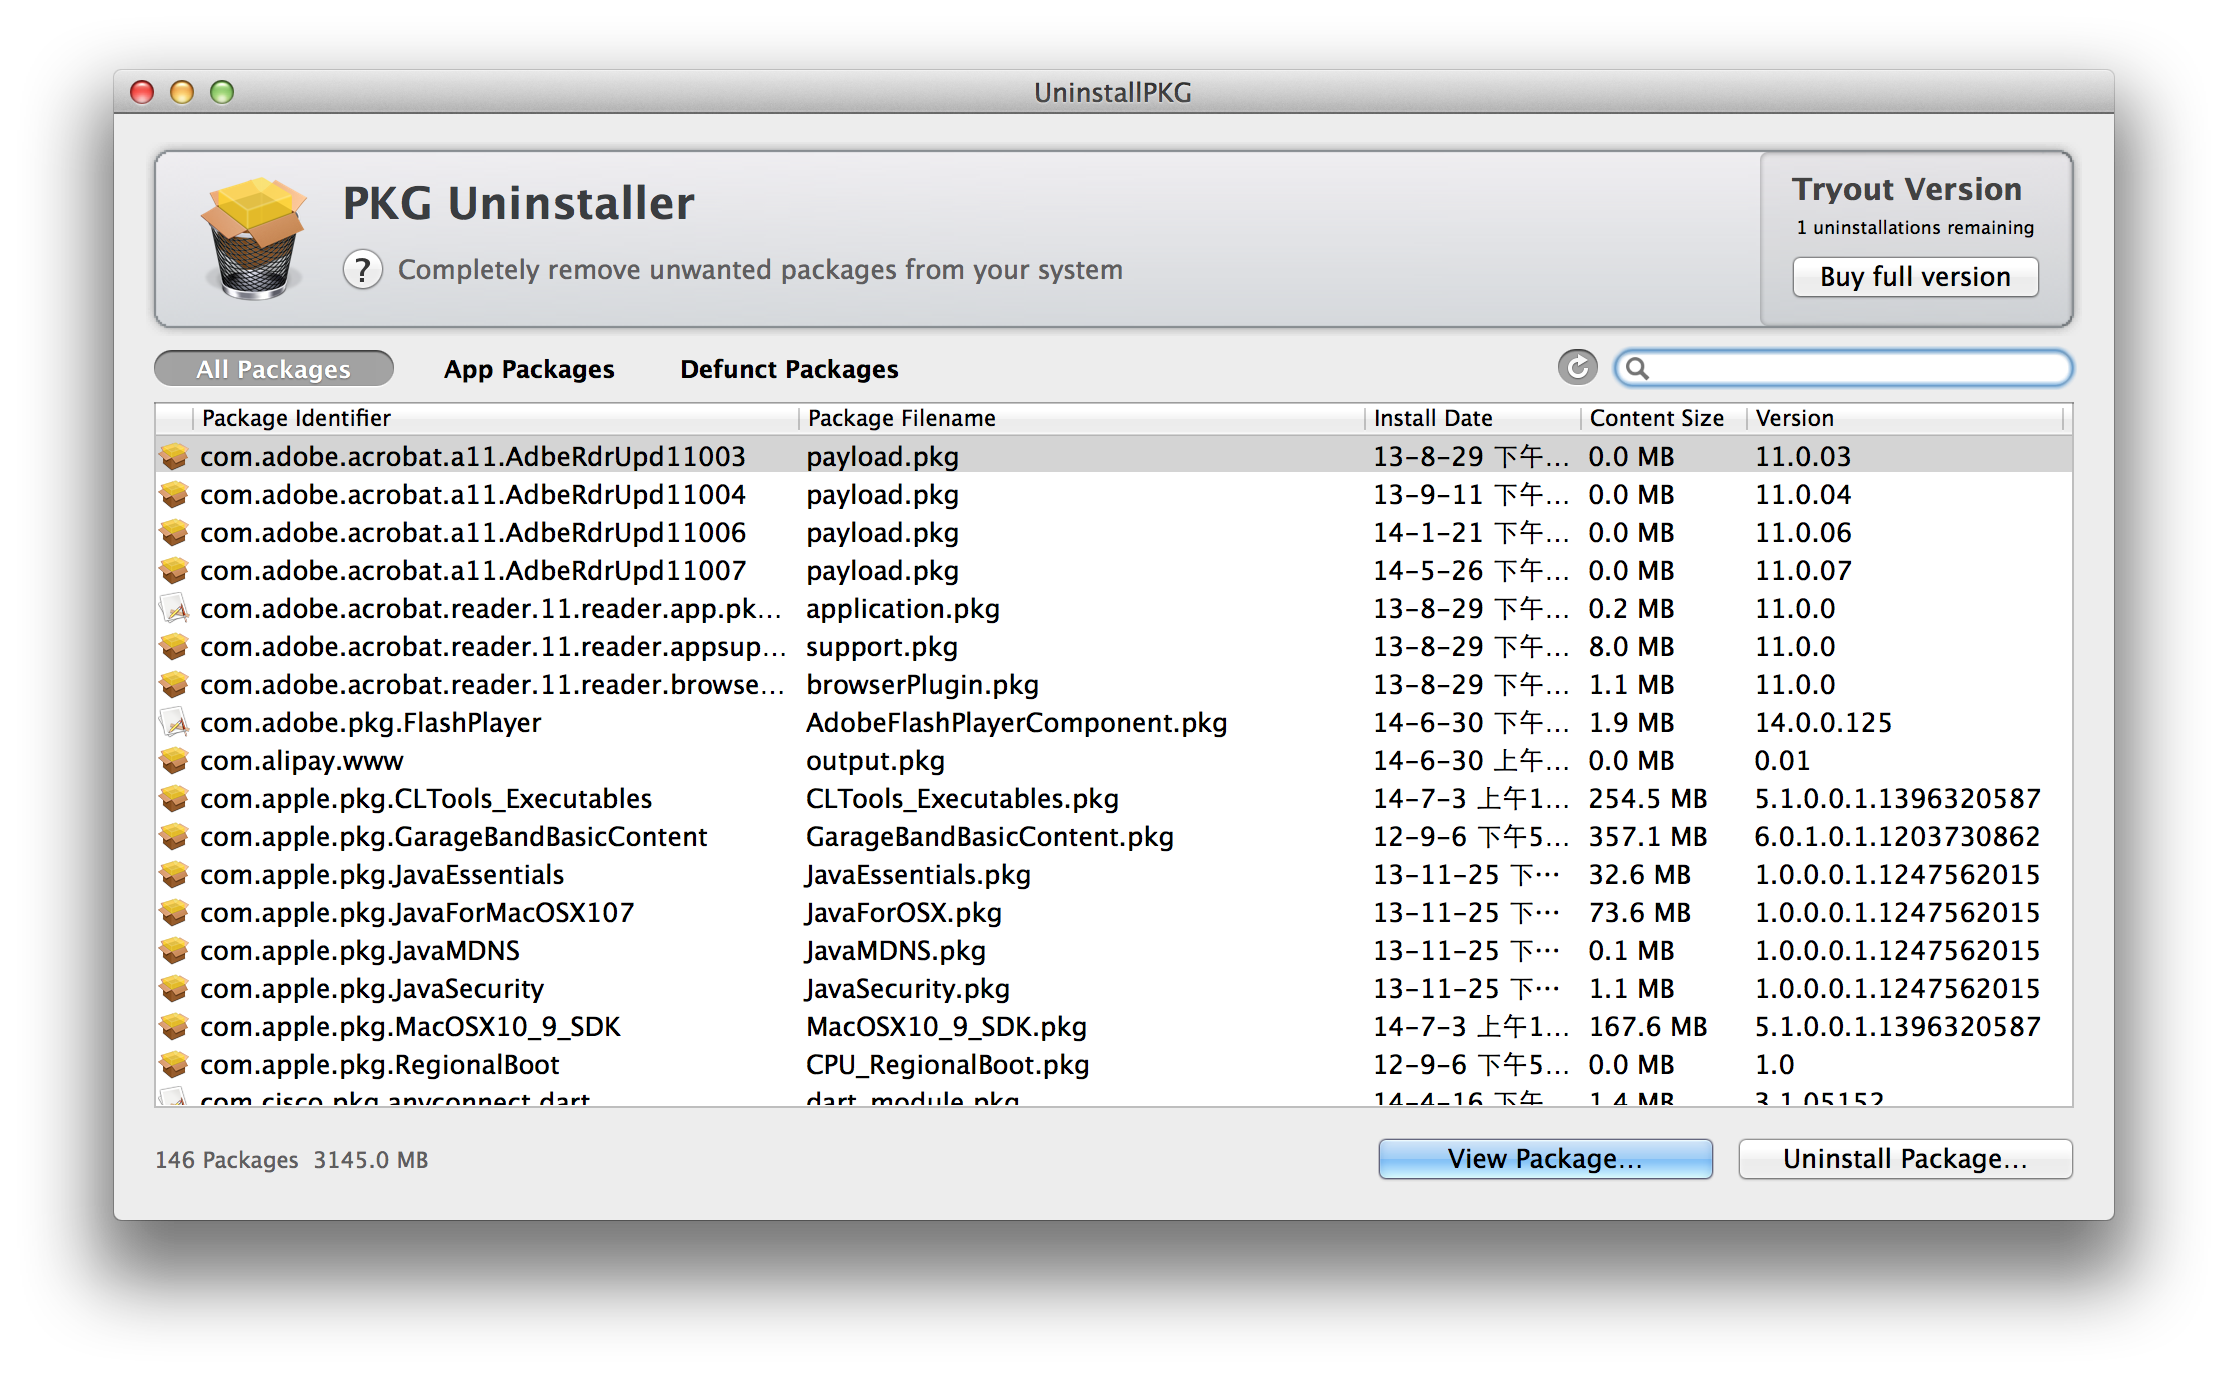 UninstallPKG
PKG Uninstaller
? Completely remove unwanted packages from your system
Tryout Version
1 uninstallations remaining
Buy full version
All Packages App Packages Defunct Packages
Package Identifier Package Filename Install Date Content Size Version
com.adobe.acrobat.a11.AdbeRdrUpd11003 payload.pkg 13-8-29 下午... 0.0 MB 11.0.03
com.adobe.acrobat.a11.AdbeRdrUpd11004 payload.pkg 13-9-11 下午... 0.0 MB 11.0.04
com.adobe.acrobat.a11.AdbeRdrUpd11006 payload.pkg 14-1-21 下午... 0.0 MB 11.0.06
com.adobe.acrobat.a11.AdbeRdrUpd11007 payload.pkg 14-5-26 下午... 0.0 MB 11.0.07
com.adobe.acrobat.reader.11.reader.app.pk... application.pkg 13-8-29 下午... 0.2 MB 11.0.0
com.adobe.acrobat.reader.11.reader.appsup... support.pkg 13-8-29 下午... 8.0 MB 11.0.0
com.adobe.acrobat.reader.11.reader.browse... browserPlugin.pkg 13-8-29 下午... 1.1 MB 11.0.0
com.adobe.pkg.FlashPlayer AdobeFlashPlayerComponent.pkg 14-6-30 下午... 1.9 MB 14.0.0.125
com.alipay.www output.pkg 14-6-30 上午... 0.0 MB 0.01
com.apple.pkg.CLTools_Executables CLTools_Executables.pkg 14-7-3 上午1... 254.5 MB 5.1.0.0.1.1396320587
com.apple.pkg.GarageBandBasicContent GarageBandBasicContent.pkg 12-9-6 下午5... 357.1 MB 6.0.1.0.1.1203730862
com.apple.pkg.JavaEssentials JavaEssentials.pkg 13-11-25 下... 32.6 MB 1.0.0.0.1.1247562015
com.apple.pkg.JavaForMacOSX107 JavaForOSX.pkg 13-11-25 下... 73.6 MB 1.0.0.0.1.1247562015
com.apple.pkg.JavaMDNS JavaMDNS.pkg 13-11-25 下... 0.1 MB 1.0.0.0.1.1247562015
com.apple.pkg.JavaSecurity JavaSecurity.pkg 13-11-25 下... 1.1 MB 1.0.0.0.1.1247562015
com.apple.pkg.MacOSX10_9_SDK MacOSX10_9_SDK.pkg 14-7-3 上午1... 167.6 MB 5.1.0.0.1.1396320587
com.apple.pkg.RegionalBoot CPU_RegionalBoot.pkg 12-9-6 下午5... 0.0 MB 1.0
com.cisco.pkg.anyconnect.dart dart_module.pkg 14-4-16 下午... 1.4 MB 3.1.05152
146 Packages 3145.0 MB
View Package...
Uninstall Package...